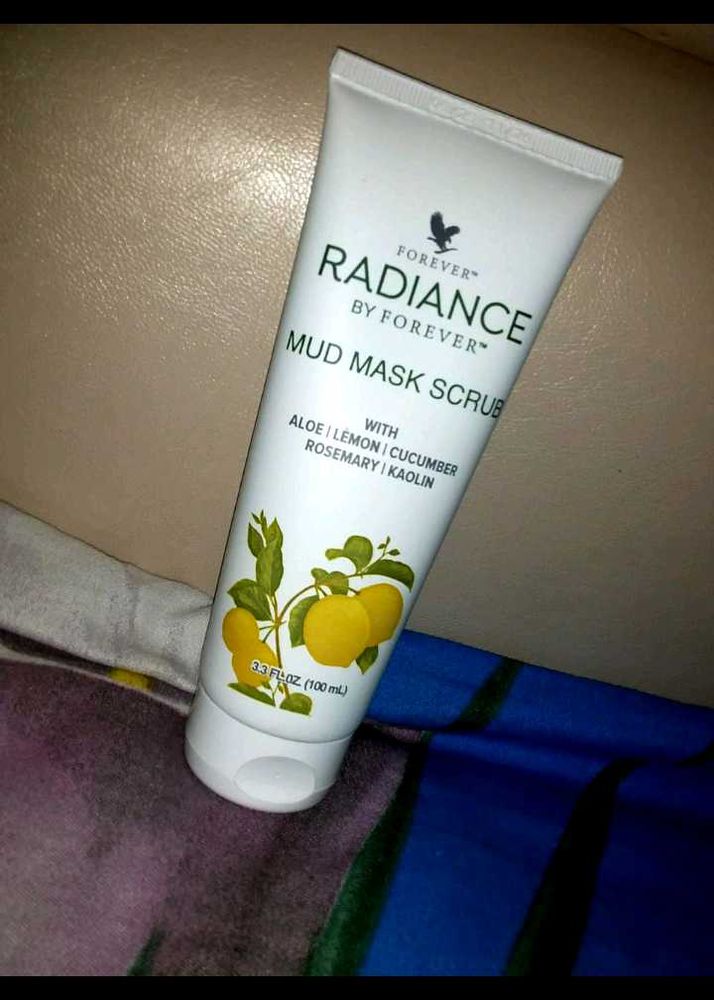 FOREVER™
RADIANCE
BY FOREVER™
MUD MASK SCRUB
WITH
ALOE | LEMON | CUCUMBER
ROSEMARY | KAOLIN
3.3 FL. OZ. (100 mL)